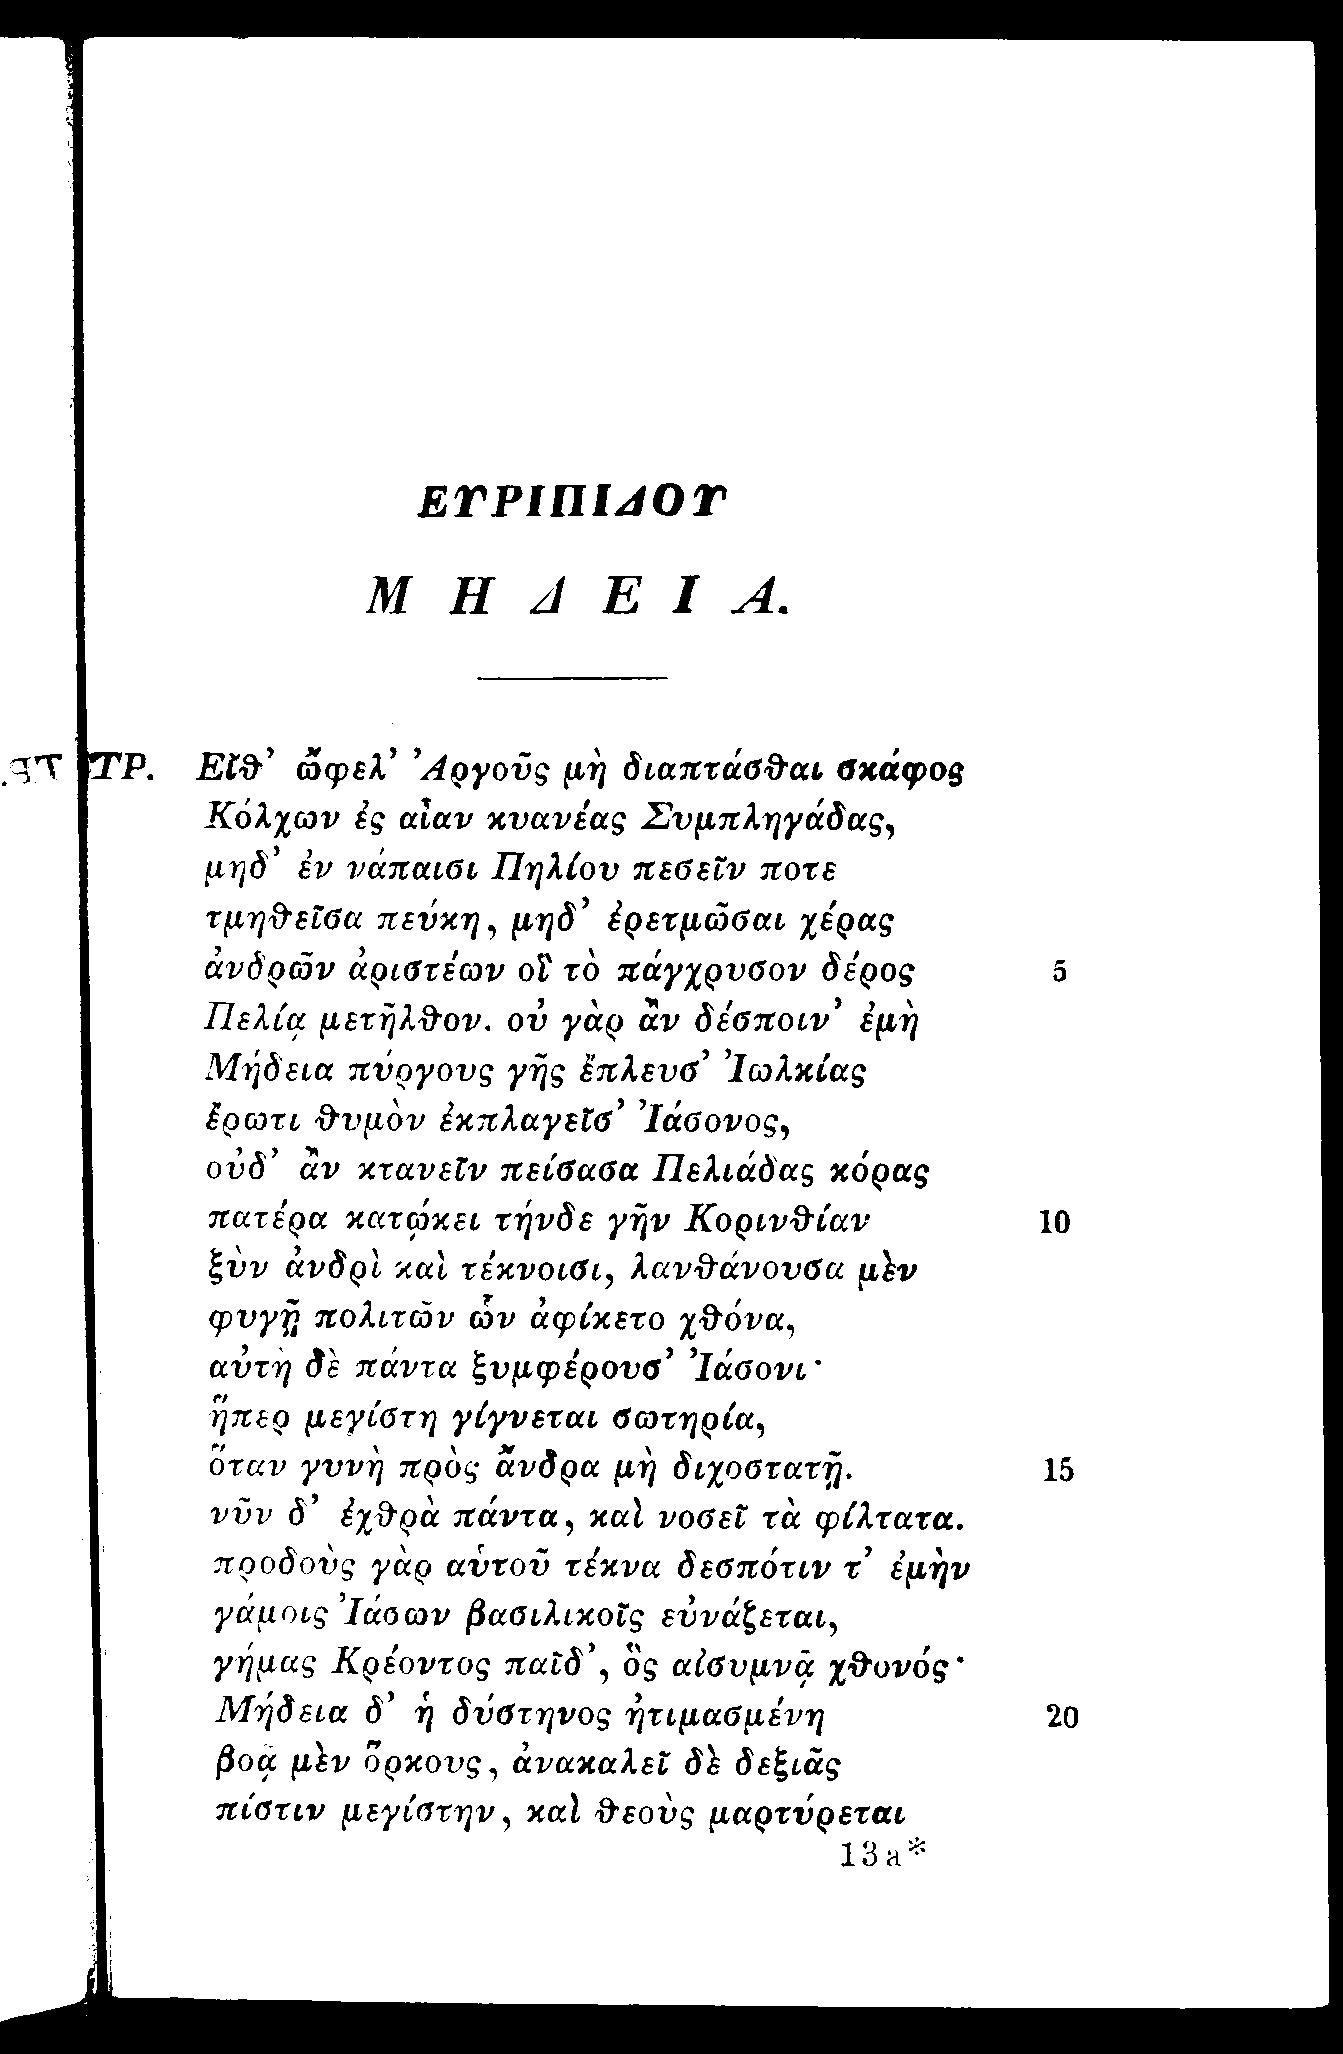 ΕΥΡΙΠΙΔΟΥ
ΜΗΔΕΙΑ.
ΤΡ. Εἴθ' ὤφελ' Ἀργοῦς μὴ διαπτάσθαι σκάφος
Κόλχων ἐς αἶαν κυανέας Συμπληγάδας,
μηδ' ἐν νάπαισι Πηλίου πεσεῖν ποτε
τμηθεῖσα πεύκη, μηδ' ἐρετμῶσαι χέρας
ἀνδρῶν ἀριστέων οἳ τὸ πάγχρυσον δέρος 5
Πελίᾳ μετῆλθον. οὐ γὰρ ἂν δέσποιν' ἐμὴ
Μήδεια πύργους γῆς ἔπλευσ' Ἰωλκίας
ἔρωτι θυμὸν ἐκπλαγεῖσ' Ἰάσονος,
οὐδ' ἂν κτανεῖν πείσασα Πελιάδας κόρας
πατέρα κατῴκει τήνδε γῆν Κορινθίαν 10
ξὺν ἀνδρὶ καὶ τέκνοισι, λανθάνουσα μὲν
φυγῇ πολιτῶν ὧν ἀφίκετο χθόνα,
αὐτὴ δὲ πάντα ξυμφέρουσ' Ἰάσονι·
ἥπερ μεγίστη γίγνεται σωτηρία,
ὅταν γυνὴ πρὸς ἄνδρα μὴ διχοστατῇ. 15
νῦν δ' ἐχθρὰ πάντα, καὶ νοσεῖ τὰ φίλτατα.
προδοὺς γὰρ αὑτοῦ τέκνα δεσπότιν τ' ἐμὴν
γάμοις Ἰάσων βασιλικοῖς εὐνάζεται,
γήμας Κρέοντος παῖδ', ὃς αἰσυμνᾷ χθονός·
Μήδεια δ' ἡ δύστηνος ἠτιμασμένη 20
βοᾷ μὲν ὅρκους, ἀνακαλεῖ δὲ δεξιᾶς
πίστιν μεγίστην, καὶ θεοὺς μαρτύρεται
13a*